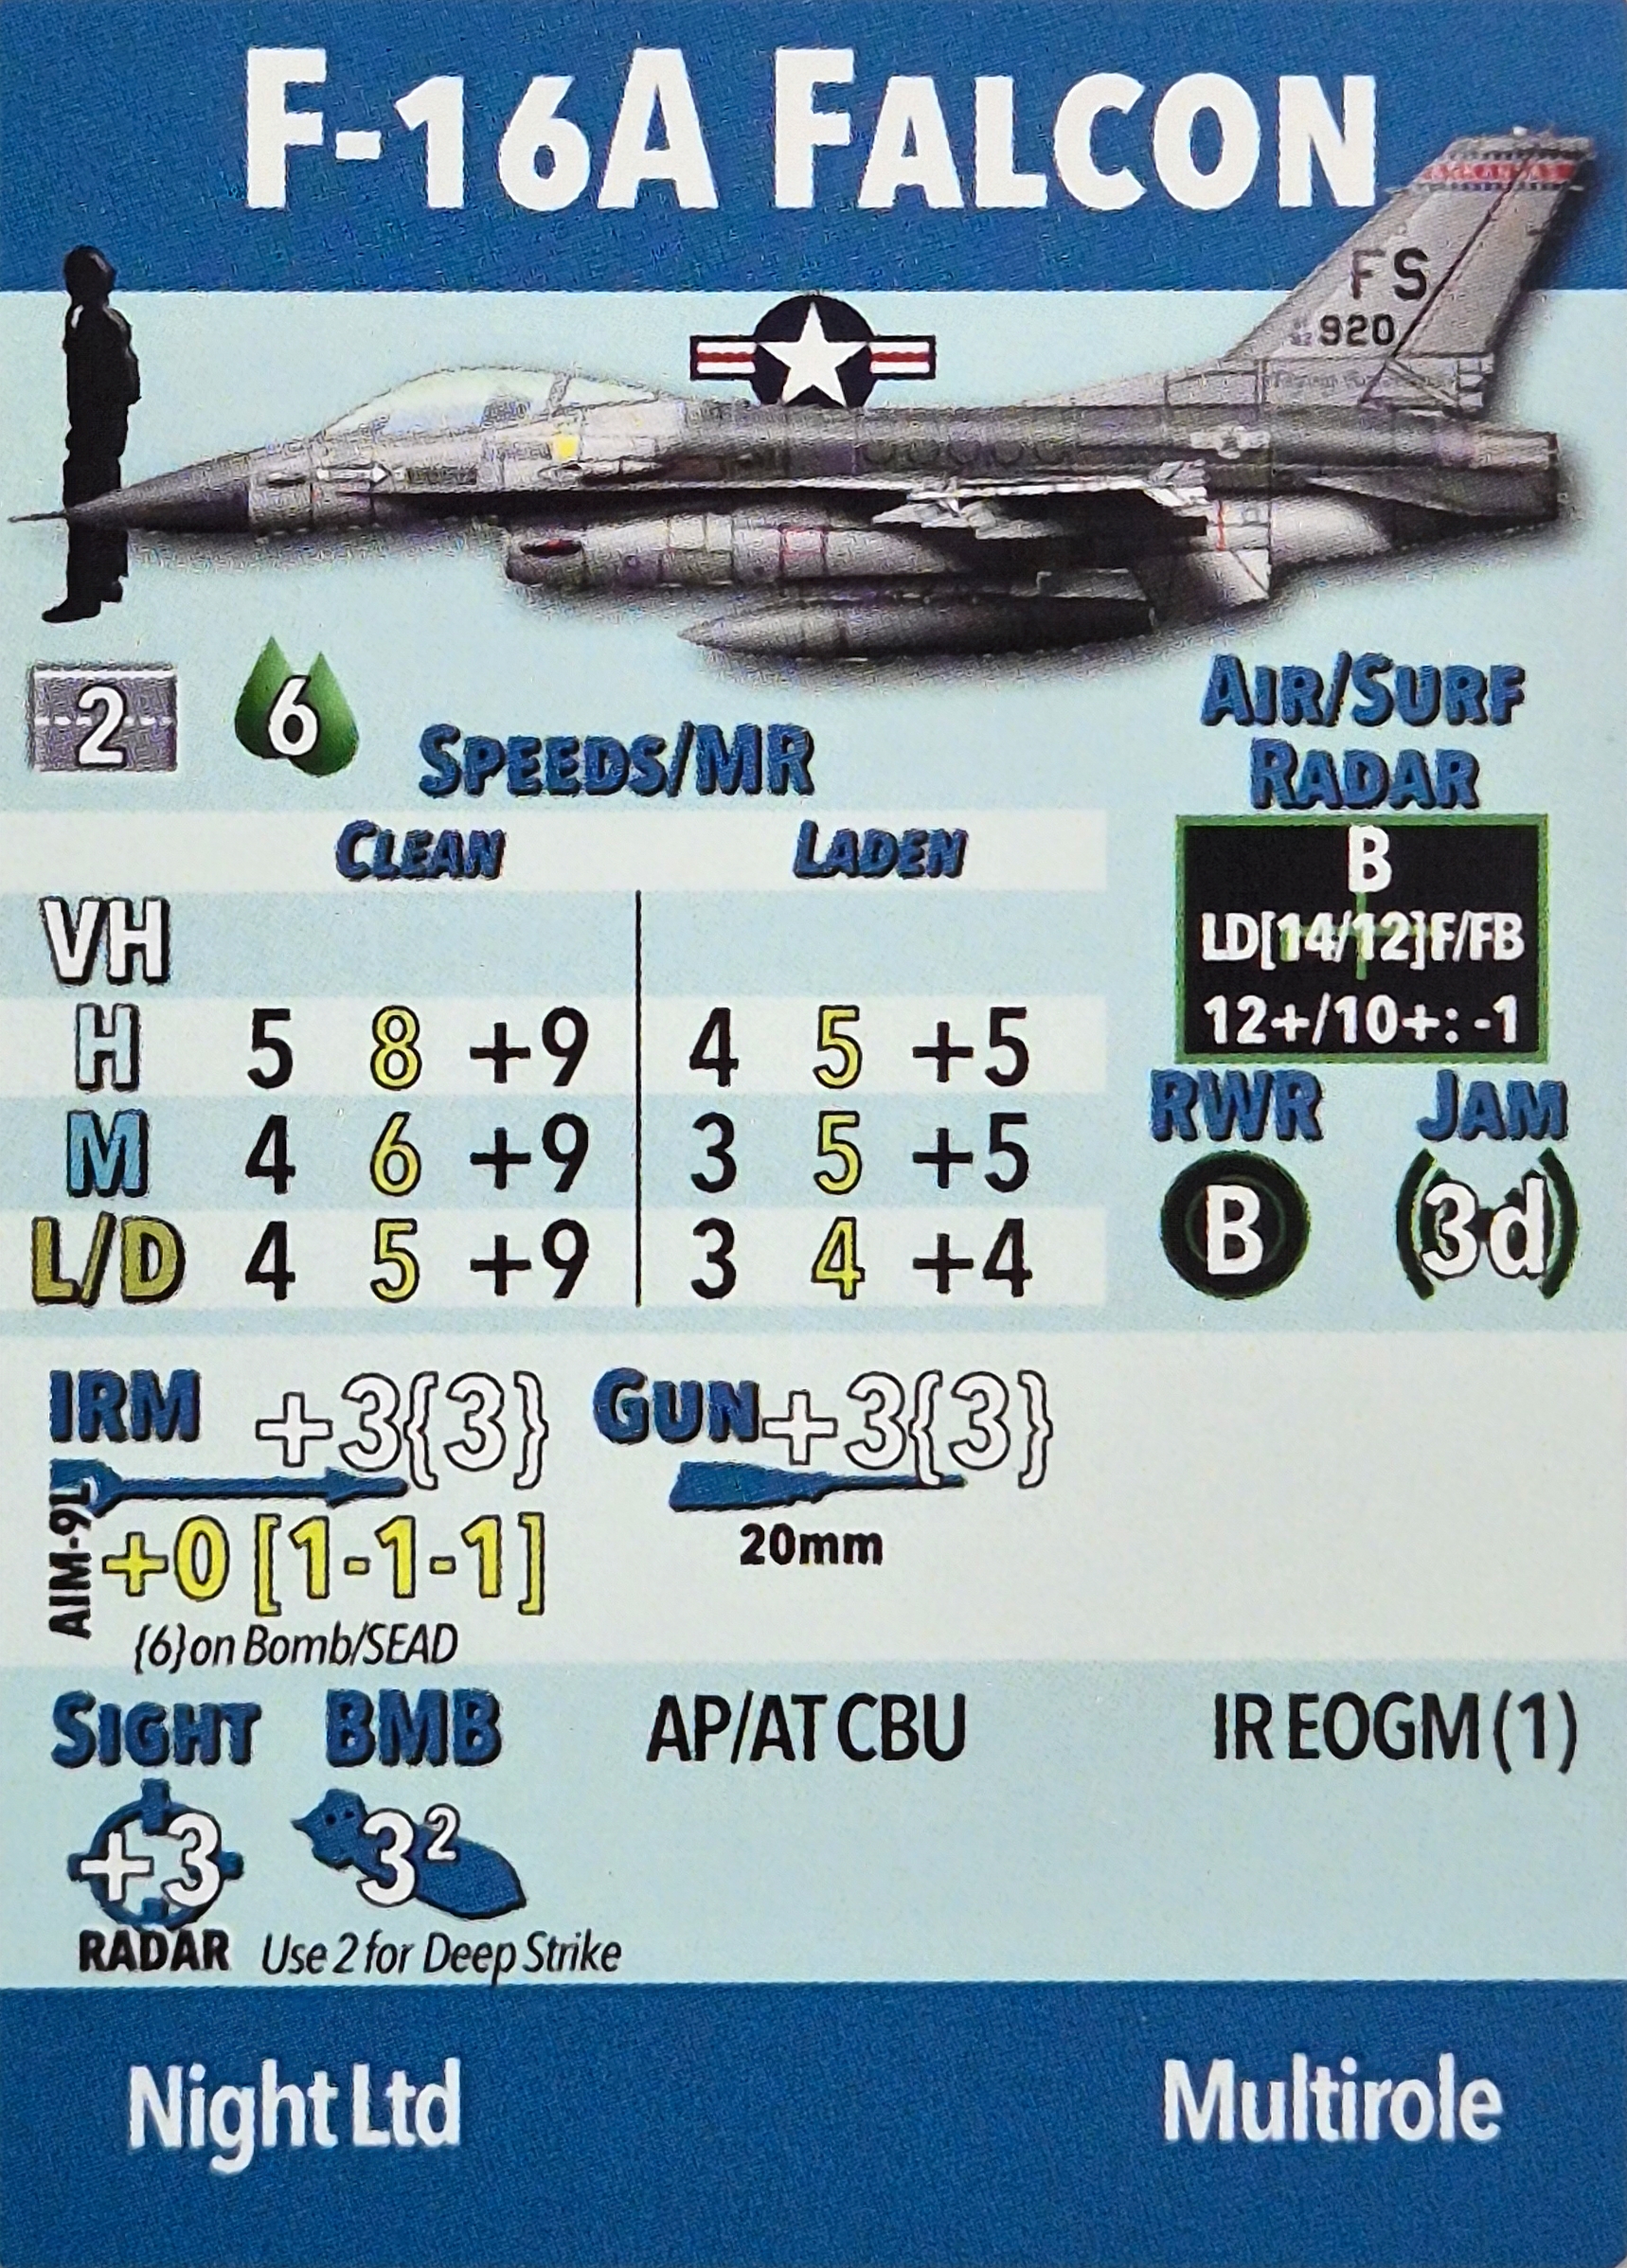 F-16A FALCON
ARKANSAS
FS
920
2
6
SPEEDS/MR
AIR/SURF
RADAR
CLEAN LADEN
B
LD[14/12]F/FB
12+/10+: -1
VH
H 5 8 +9 4 5 +5
M 4 6 +9 3 5 +5
L/D 4 5 +9 3 4 +4
RWR JAM
B (3d)
IRM +3{3} GUN +3{3}
AIM-9L
+0 [1-1-1]
20mm
{6} on Bomb/SEAD
SIGHT BMB AP/AT CBU IR EOGM (1)
+3 3²
RADAR Use 2 for Deep Strike
Night Ltd Multirole